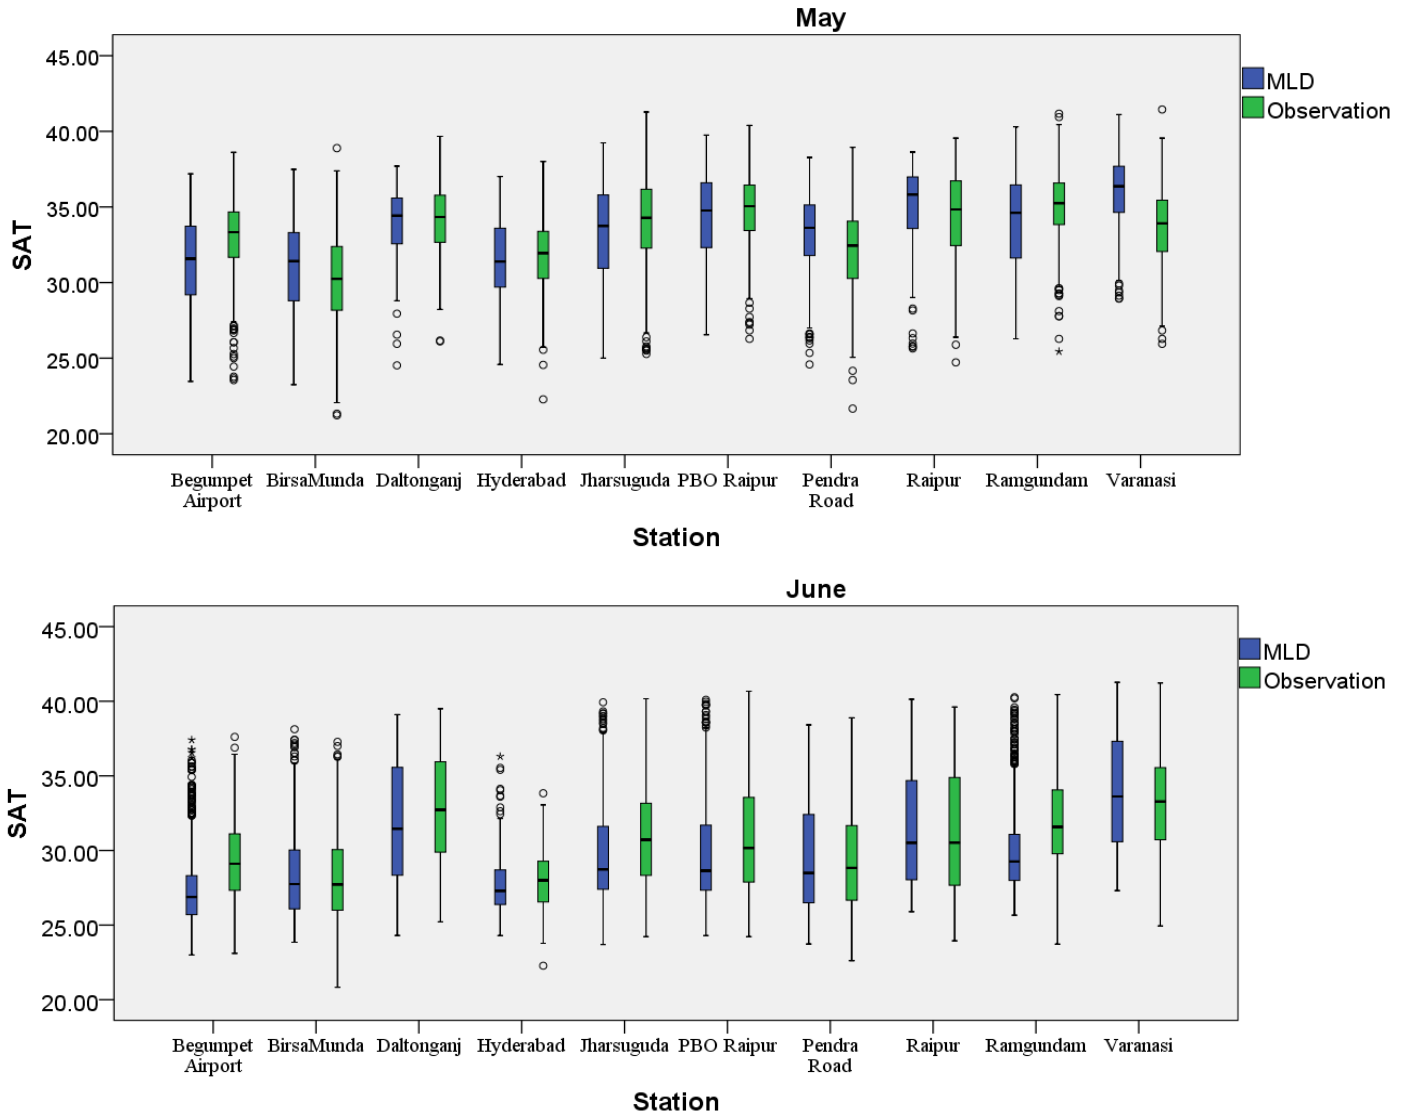 May
45.00
40.00
35.00
30.00
25.00
20.00
SAT
MLD
Observation
Begumpet Airport
BirsaMunda
Daltonganj
Hyderabad
Jharsuguda
PBO Raipur
Pendra Road
Raipur
Ramgundam
Varanasi
Station
June
45.00
40.00
35.00
30.00
25.00
20.00
SAT
MLD
Observation
Begumpet Airport
BirsaMunda
Daltonganj
Hyderabad
Jharsuguda
PBO Raipur
Pendra Road
Raipur
Ramgundam
Varanasi
Station